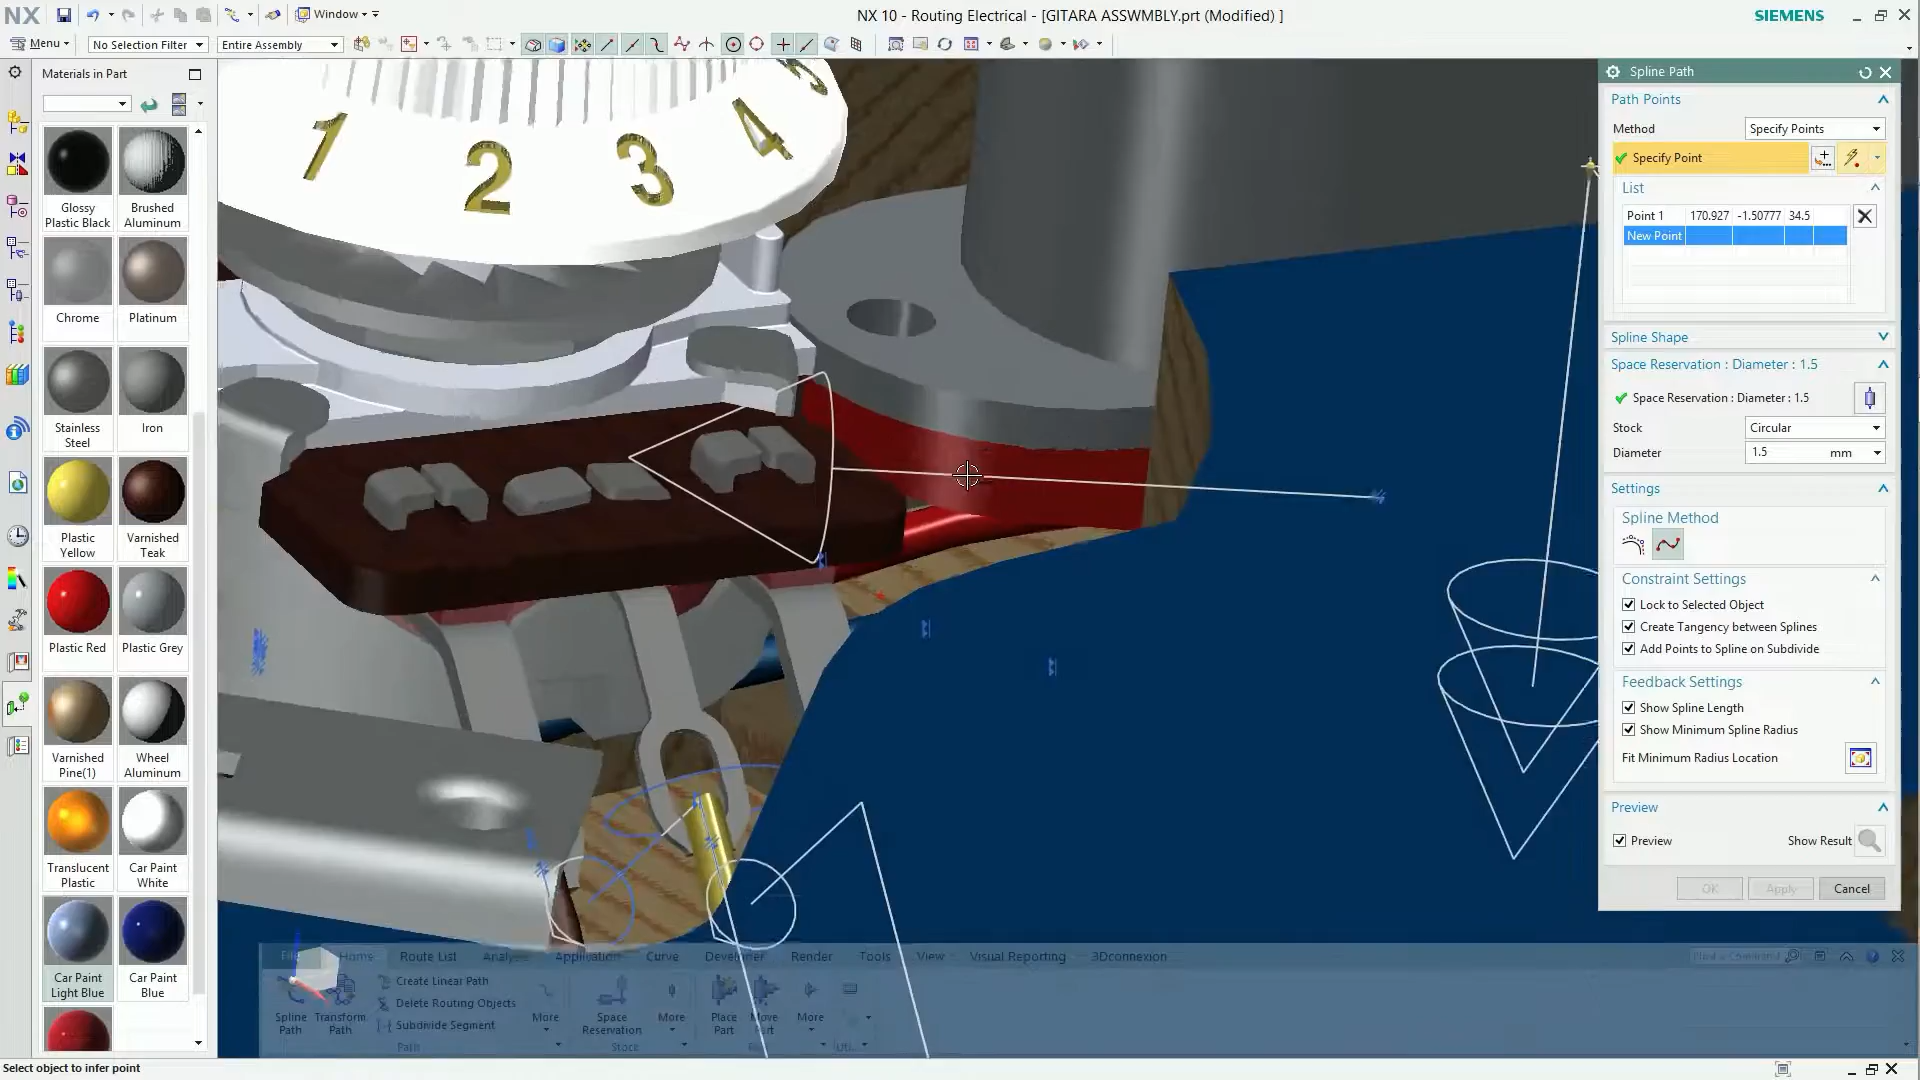 NX
Window
NX 10 - Routing Electrical - [GITARA ASSWMBLY.prt (Modified) ]
SIEMENS
Menu
No Selection Filter
Entire Assembly
Materials in Part
Glossy Plastic Black
Brushed Aluminum
Chrome
Platinum
Stainless Steel
Iron
Plastic Yellow
Varnished Teak
Plastic Red
Plastic Grey
Varnished Pine(1)
Wheel Aluminum
Translucent Plastic
Car Paint White
Car Paint Light Blue
Car Paint Blue
1
2
3
4
5
Spline Path
Path Points
Method
Specify Points
Specify Point
List
Point 1 170.927 -1.50777 34.5
New Point
Spline Shape
Space Reservation : Diameter : 1.5
Space Reservation : Diameter : 1.5
Stock
Circular
Diameter
1.5 mm
Settings
Spline Method
Constraint Settings
Lock to Selected Object
Create Tangency between Splines
Add Points to Spline on Subdivide
Feedback Settings
Show Spline Length
Show Minimum Spline Radius
Fit Minimum Radius Location
Preview
Preview
Show Result
OK
Apply
Cancel
File Home Route List Analysis Application Curve Developer Render Tools View Visual Reporting 3Dconnexion
Find a Command
Spline Path
Transform Path
Create Linear Path
Delete Routing Objects
Subdivide Segment
More
Path
Space Reservation
More
Stock
Place Part
Move Part
More
Select object to infer point